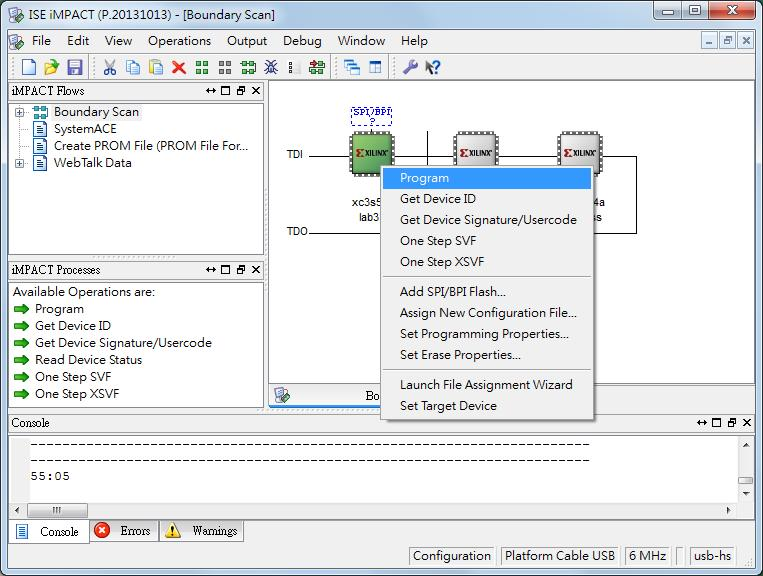 ISE iMPACT (P.20131013) - [Boundary Scan]
File Edit View Operations Output Debug Window Help
iMPACT Flows
Boundary Scan
SystemACE
Create PROM File (PROM File For...
WebTalk Data
SPI/BPI
?
TDI
XILINX XILINX XILINX
xc3s5
lab3
4a
ss
TDO
Program
Get Device ID
Get Device Signature/Usercode
One Step SVF
One Step XSVF
Add SPI/BPI Flash...
Assign New Configuration File...
Set Programming Properties...
Set Erase Properties...
Launch File Assignment Wizard
Set Target Device
iMPACT Processes
Available Operations are:
Program
Get Device ID
Get Device Signature/Usercode
Read Device Status
One Step SVF
One Step XSVF
Bo
Console
55:05
Console Errors Warnings
Configuration Platform Cable USB 6 MHz usb-hs